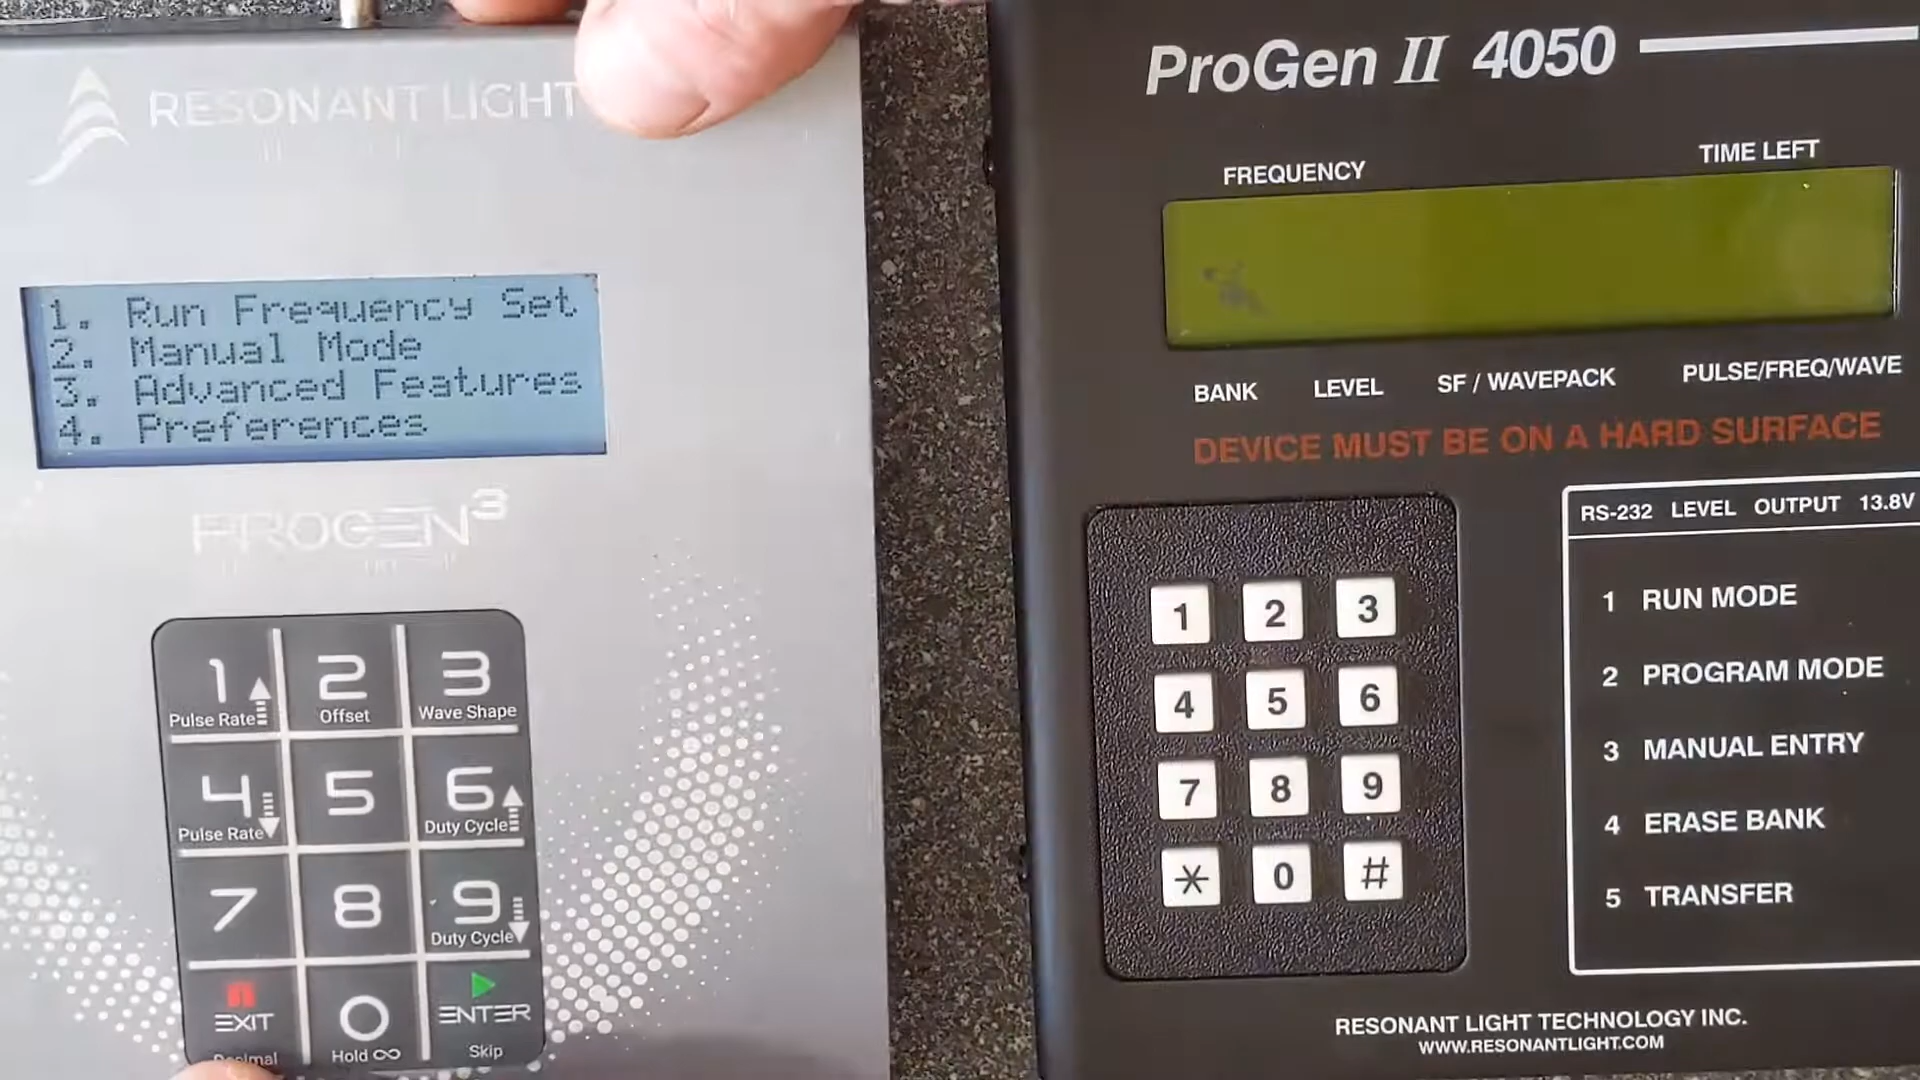 RESONANT LIGHT
1. Run Frequency Set
2. Manual Mode
3. Advanced Features
4. Preferences
PROGEN³
1 2 3
Pulse Rate Offset Wave Shape
4 5 6
Pulse Rate Duty Cycle
7 8 9
Duty Cycle
EXIT 0 ENTER
Decimal Hold ∞ Skip
ProGen II 4050
FREQUENCY TIME LEFT
BANK LEVEL SF / WAVEPACK PULSE/FREQ/WAVE
DEVICE MUST BE ON A HARD SURFACE
1 2 3
4 5 6
7 8 9
* 0 #
RS-232 LEVEL OUTPUT 13.8V
1 RUN MODE
2 PROGRAM MODE
3 MANUAL ENTRY
4 ERASE BANK
5 TRANSFER
RESONANT LIGHT TECHNOLOGY INC.
WWW.RESONANTLIGHT.COM